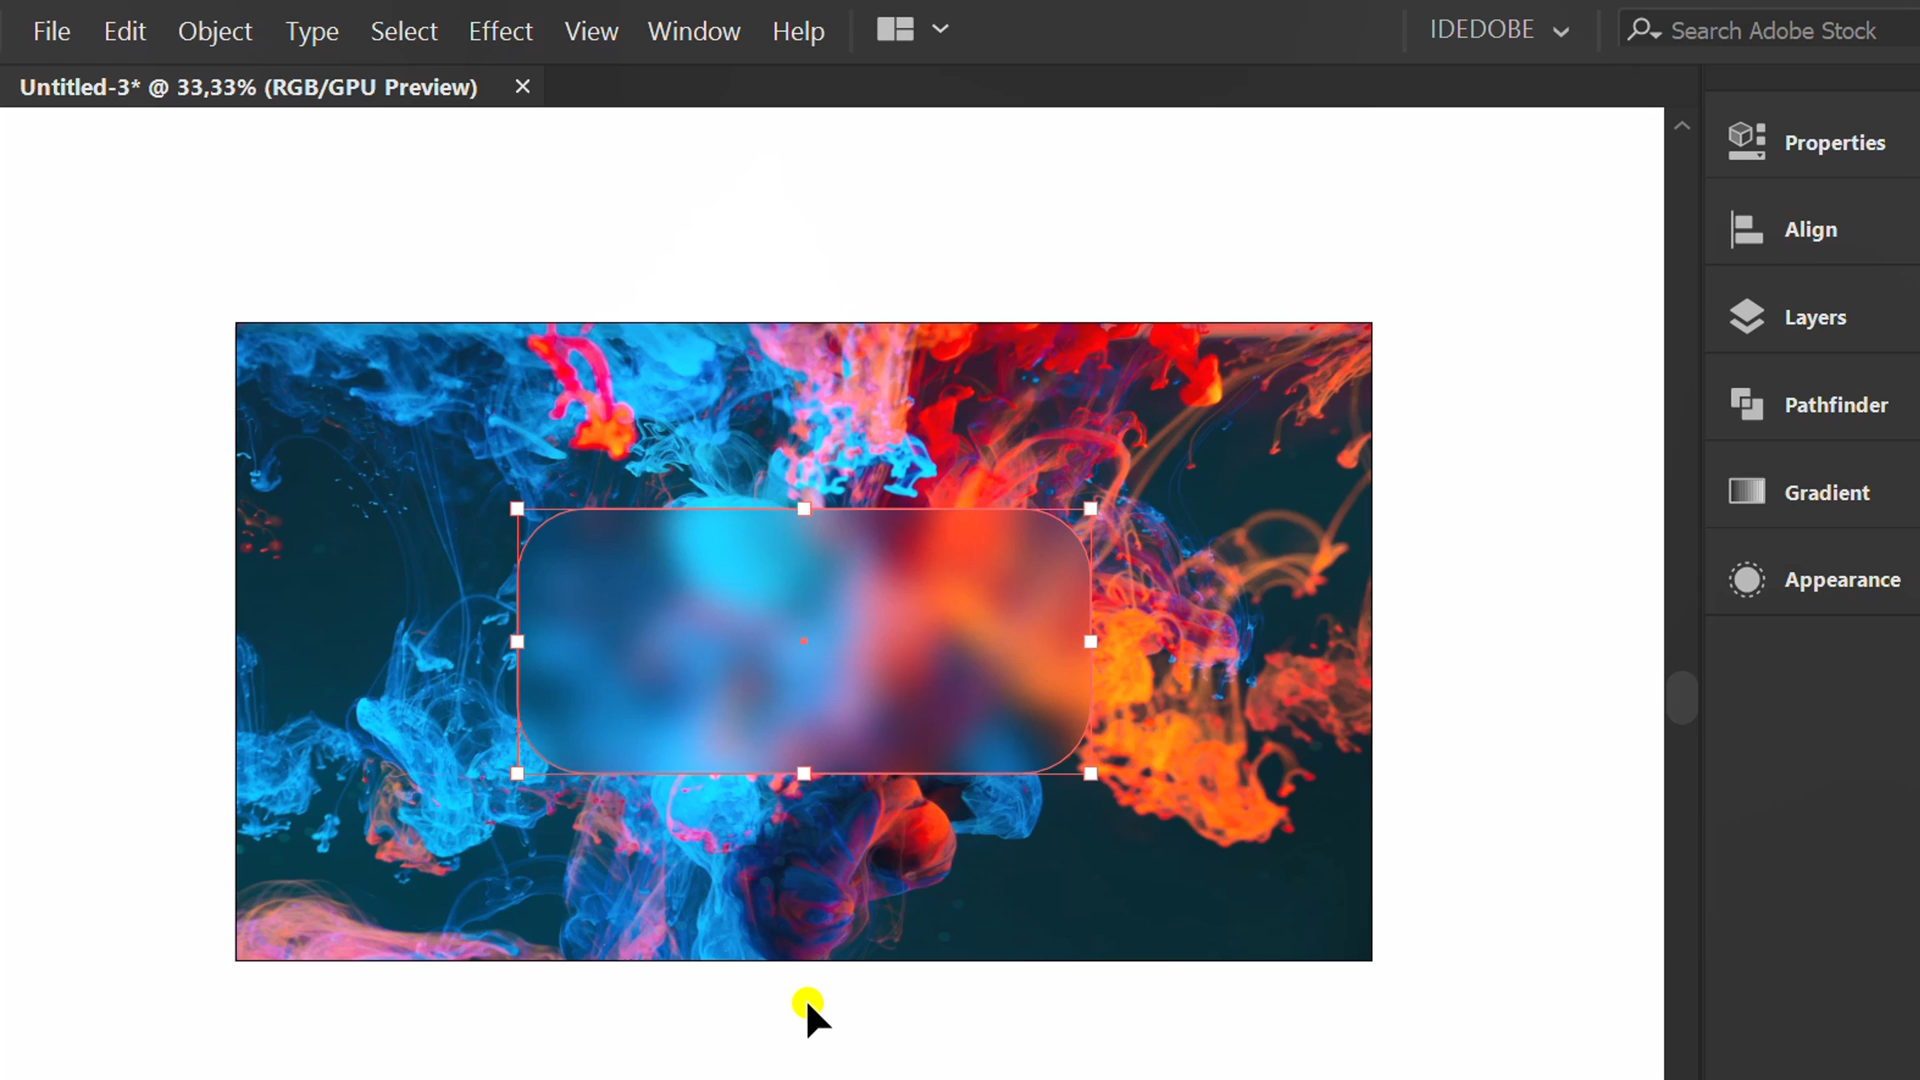 File Edit Object Type Select Effect View Window Help IDEDOBE Search Adobe Stock
Untitled-3* @ 33,33% (RGB/GPU Preview)
Properties
Align
Layers
Pathfinder
Gradient
Appearance